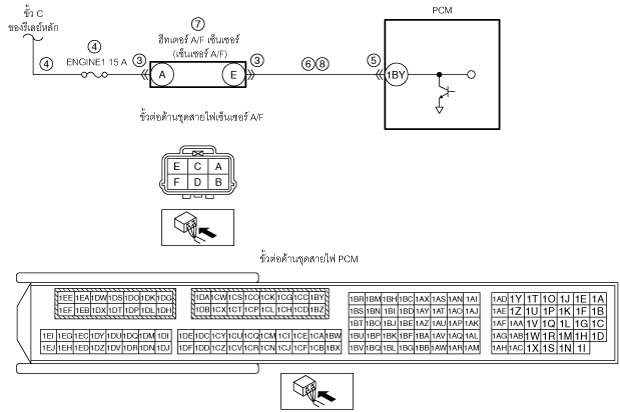 ขั้ว C
ของรีเลย์หลัก
④
④
ENGINE1 15 A
③
⑦
ฮีทเตอร์ A/F เซ็นเซอร์
(เซ็นเซอร์ A/F)
A
E
③
⑥⑧
⑤
PCM
1BY
ขั้วต่อด้านชุดสายไฟเซ็นเซอร์ A/F
E C A
F D B
ขั้วต่อด้านชุดสายไฟ PCM
1EE 1EA 1DW 1DS 1DO 1DK 1DG
1EF 1EB 1DX 1DT 1DP 1DL 1DH
1EI 1EG 1EC 1DY 1DU 1DQ 1DM 1DI
1EJ 1EH 1ED 1DZ 1DV 1DR 1DN 1DJ
1DA 1CW 1CS 1CO 1CK 1CG 1CC 1BY
1DB 1CX 1CT 1CP 1CL 1CH 1CD 1BZ
1DE 1DC 1CY 1CU 1CQ 1CM 1CI 1CE 1CA 1BW
1DF 1DD 1CZ 1CV 1CR 1CN 1CJ 1CF 1CB 1BX
1BR 1BM 1BH 1BC 1AX 1AS 1AN 1AI
1BS 1BN 1BI 1BD 1AY 1AT 1AO 1AJ
1BT 1BO 1BJ 1BE 1AZ 1AU 1AP 1AK
1BU 1BP 1BK 1BF 1BA 1AV 1AQ 1AL
1BV 1BQ 1BL 1BG 1BB 1AW 1AR 1AM
1AD 1Y 1T 1O 1J 1E 1A
1AE 1Z 1U 1P 1K 1F 1B
1AF 1AA 1V 1Q 1L 1G 1C
1AG 1AB 1W 1R 1M 1H 1D
1AH 1AC 1X 1S 1N 1I